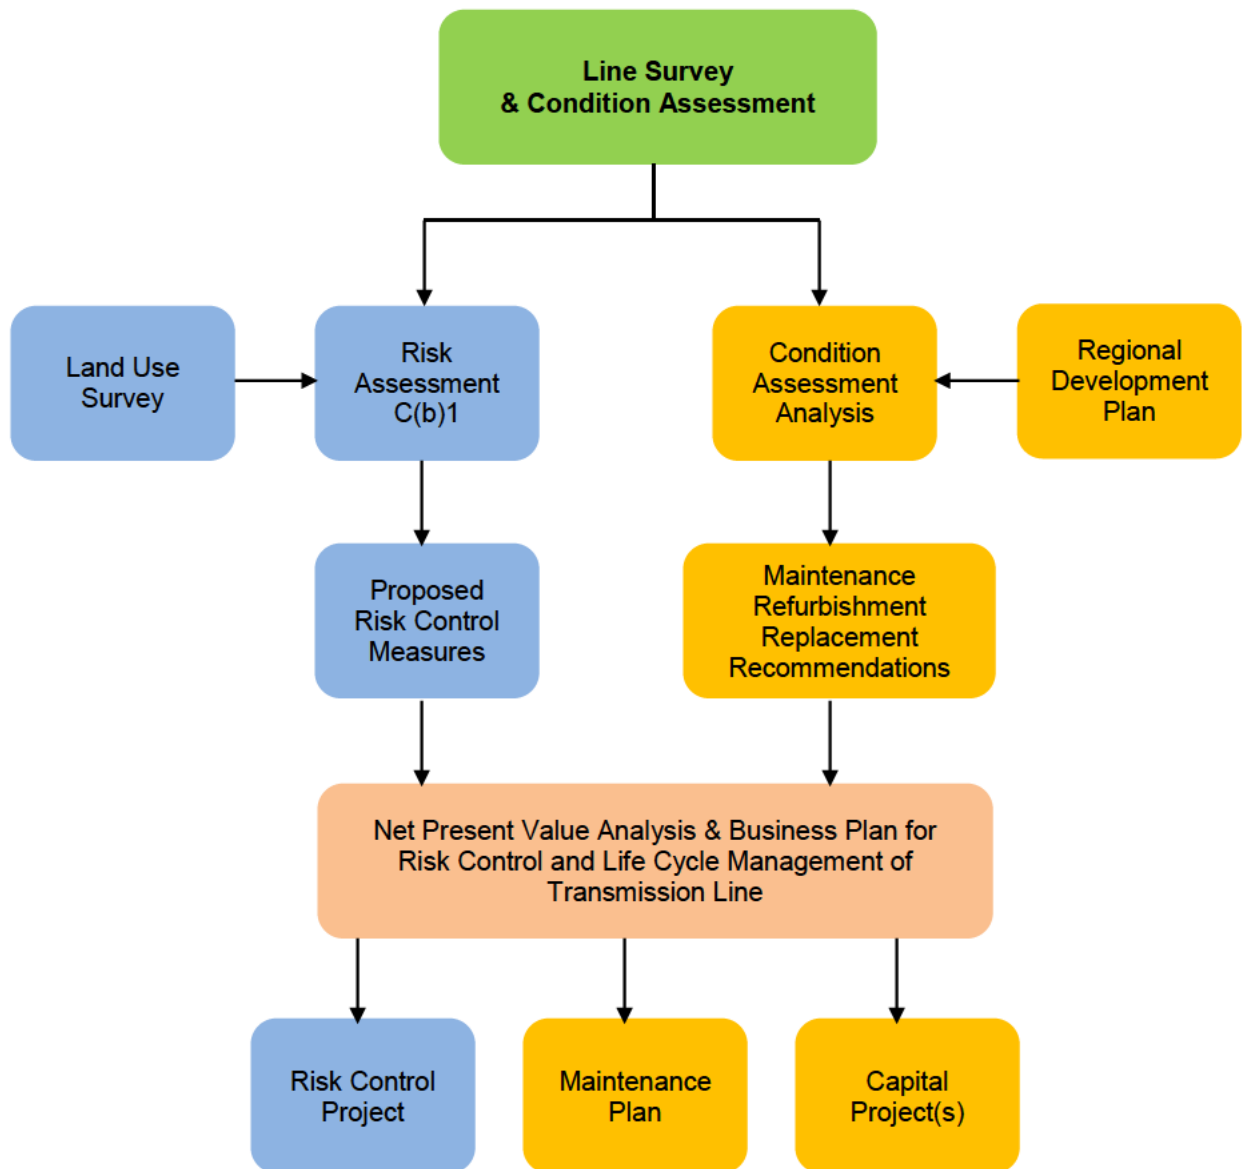 Line Survey
& Condition Assessment
Land Use
Survey
Risk
Assessment
C(b)1
Condition
Assessment
Analysis
Regional
Development
Plan
Proposed
Risk Control
Measures
Maintenance
Refurbishment
Replacement
Recommendations
Net Present Value Analysis & Business Plan for
Risk Control and Life Cycle Management of
Transmission Line
Risk Control
Project
Maintenance
Plan
Capital
Project(s)